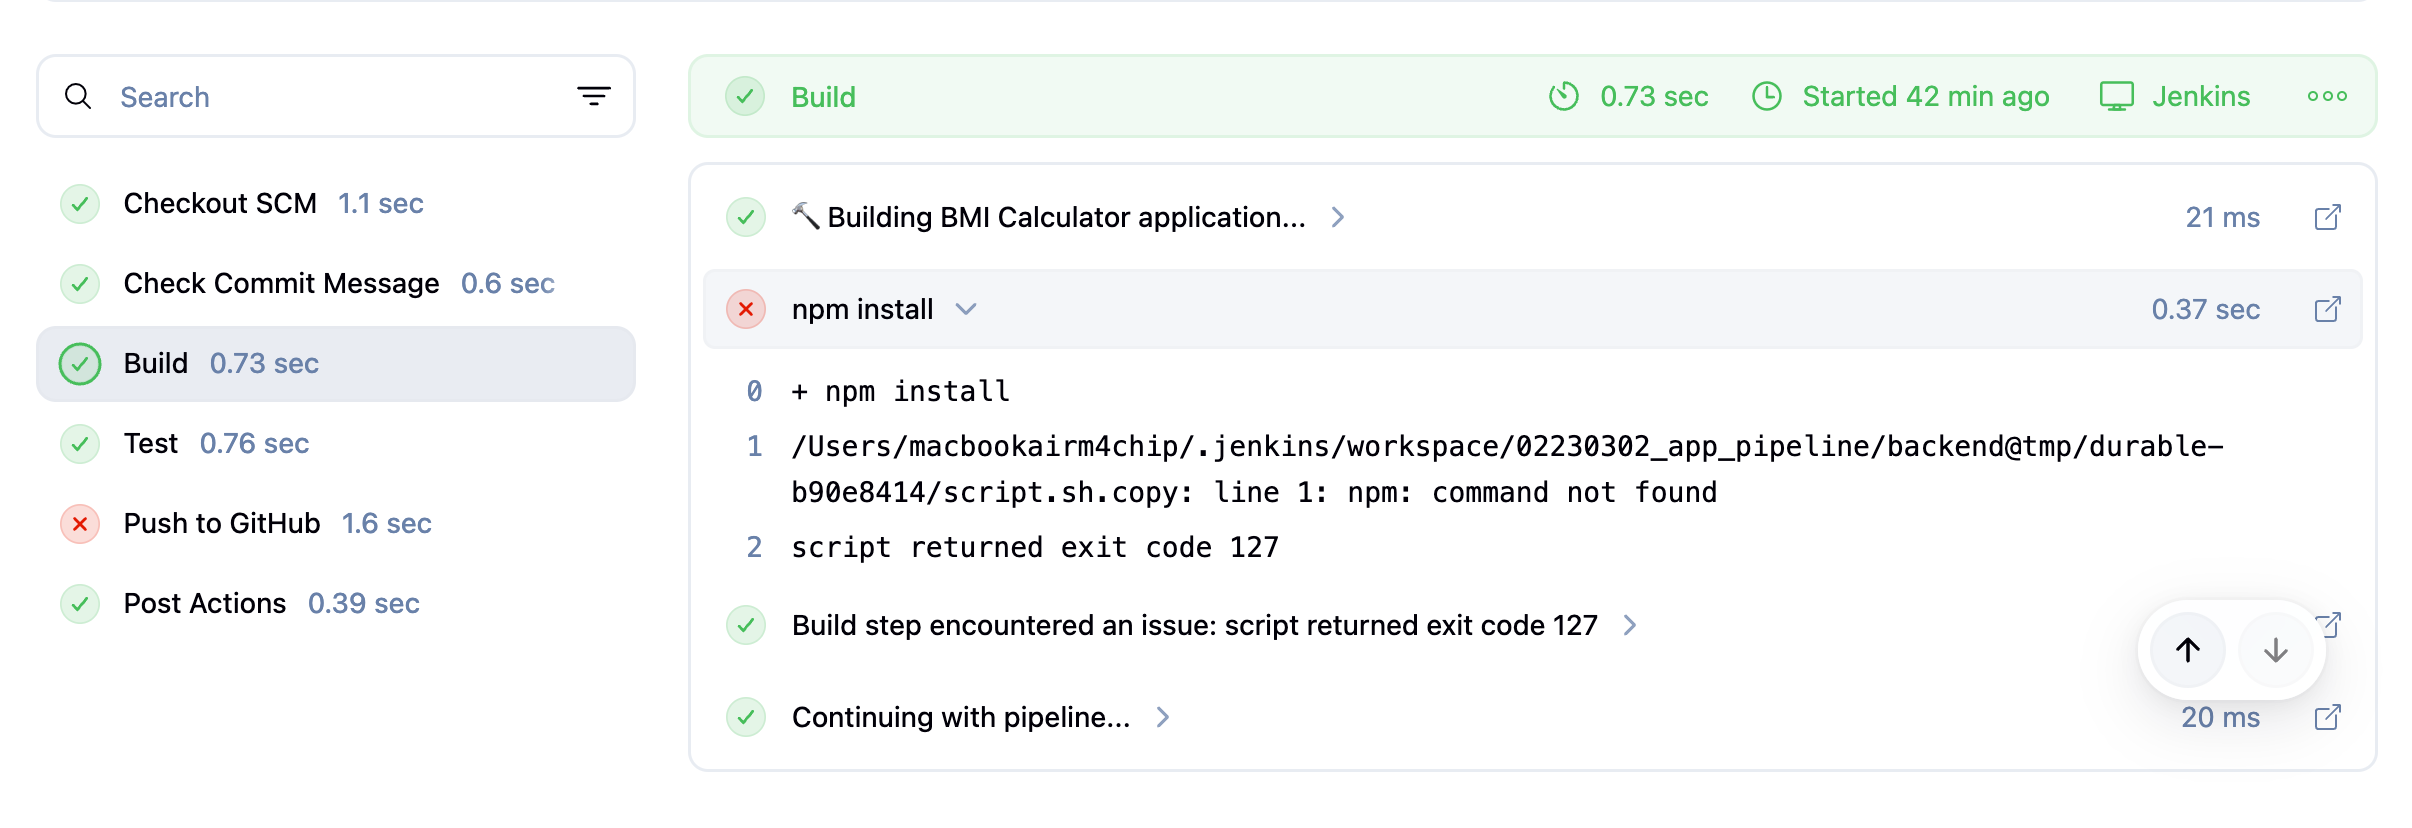 Search
Checkout SCM 1.1 sec
Check Commit Message 0.6 sec
Build 0.73 sec
Test 0.76 sec
Push to GitHub 1.6 sec
Post Actions 0.39 sec
Build 0.73 sec Started 42 min ago Jenkins
🔨 Building BMI Calculator application... 21 ms
npm install 0.37 sec
0 + npm install
1 /Users/macbookairm4chip/.jenkins/workspace/02230302_app_pipeline/backend@tmp/durable-
b90e8414/script.sh.copy: line 1: npm: command not found
2 script returned exit code 127
Build step encountered an issue: script returned exit code 127
Continuing with pipeline... 20 ms